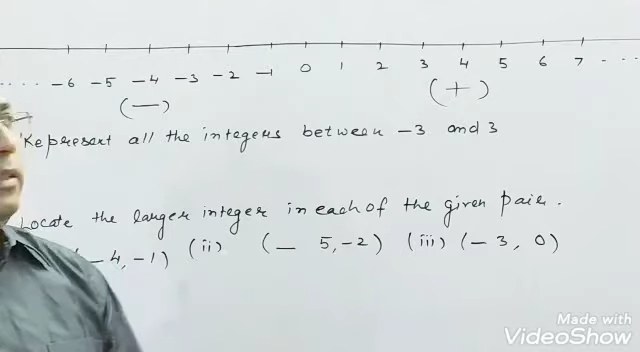 .... -6 -5 -4 -3 -2 -1 0 1 2 3 4 5 6 7 ....
(-) (+)
Represent all the integers between -3 and 3
Locate the larger integer in each of the given pair.
-4, -1) (ii) (- 5, -2) (iii) (-3, 0)
Made with
VideoShow